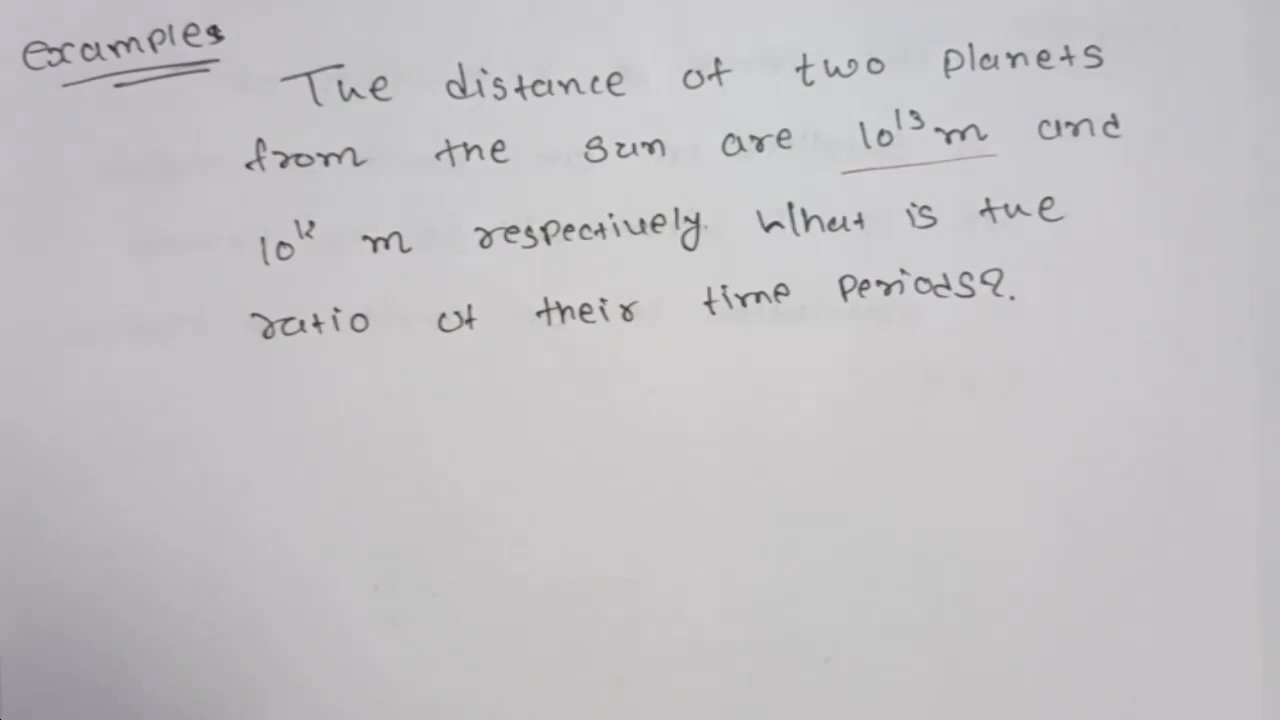 Examples
The distance of two planets
from the sun are 10¹³ m and
10¹² m respectively. What is the
ratio of their time periods?.